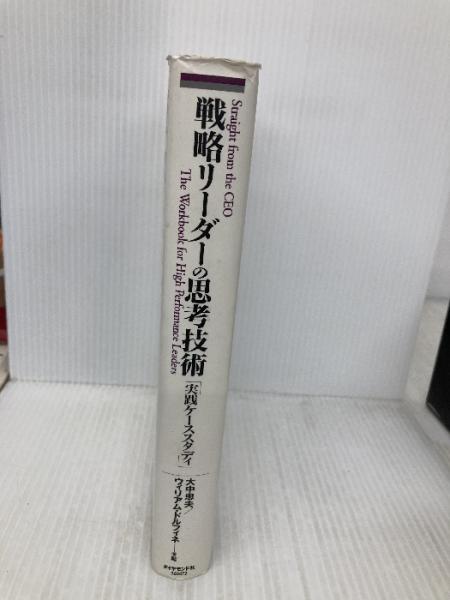 Straight from the CEO
戦略リーダーの思考技術
The Workbook for High Performance Leaders
「実践ケーススタディ」
大中忠夫/
ウィリアム・ドルフィネ
ダイヤモンド社